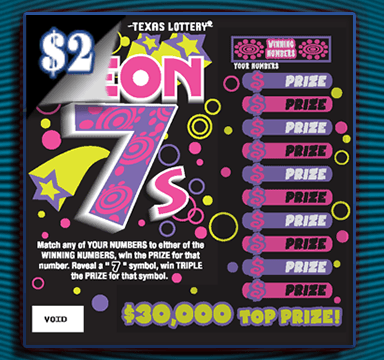 $2
TEXAS LOTTERY®
EON
7s
WINNING
NUMBERS
YOUR NUMBERS
$ PRIZE
$ PRIZE
$ PRIZE
$ PRIZE
$ PRIZE
$ PRIZE
$ PRIZE
$ PRIZE
$ PRIZE
$ PRIZE
Match any of YOUR NUMBERS to either of the
WINNING NUMBERS, win the PRIZE for that
number. Reveal a "7" symbol, win TRIPLE
the PRIZE for that symbol.
VOID
$30,000 TOP PRIZE!